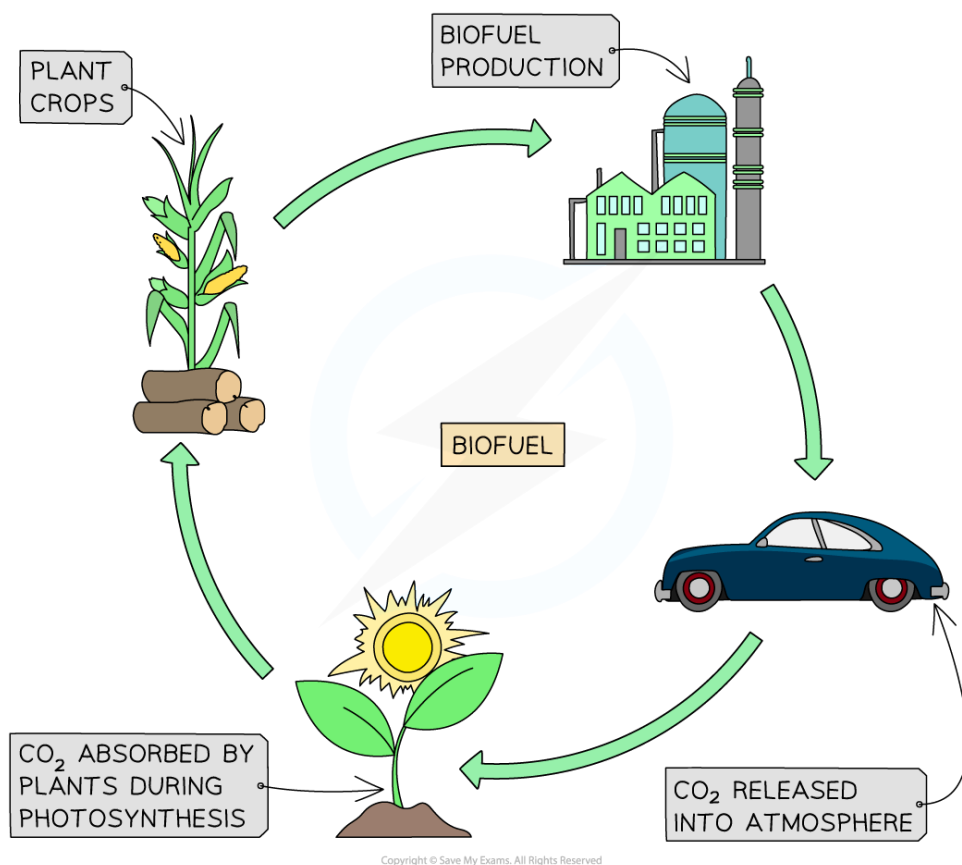 PLANT
CROPS
BIOFUEL
PRODUCTION
BIOFUEL
CO₂ RELEASED
INTO ATMOSPHERE
CO₂ ABSORBED BY
PLANTS DURING
PHOTOSYNTHESIS
Copyright © Save My Exams. All Rights Reserved